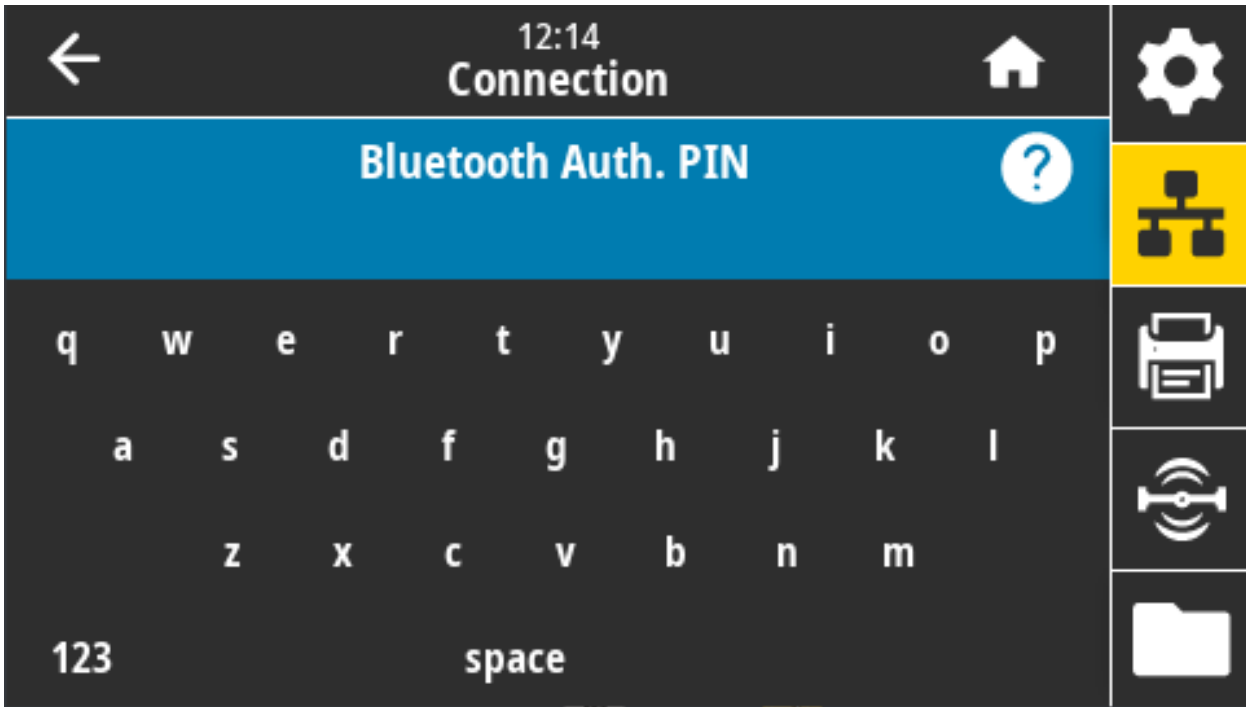 12:14
Connection
Bluetooth Auth. PIN
?
q w e r t y u i o p
a s d f g h j k l
z x c v b n m
123 space